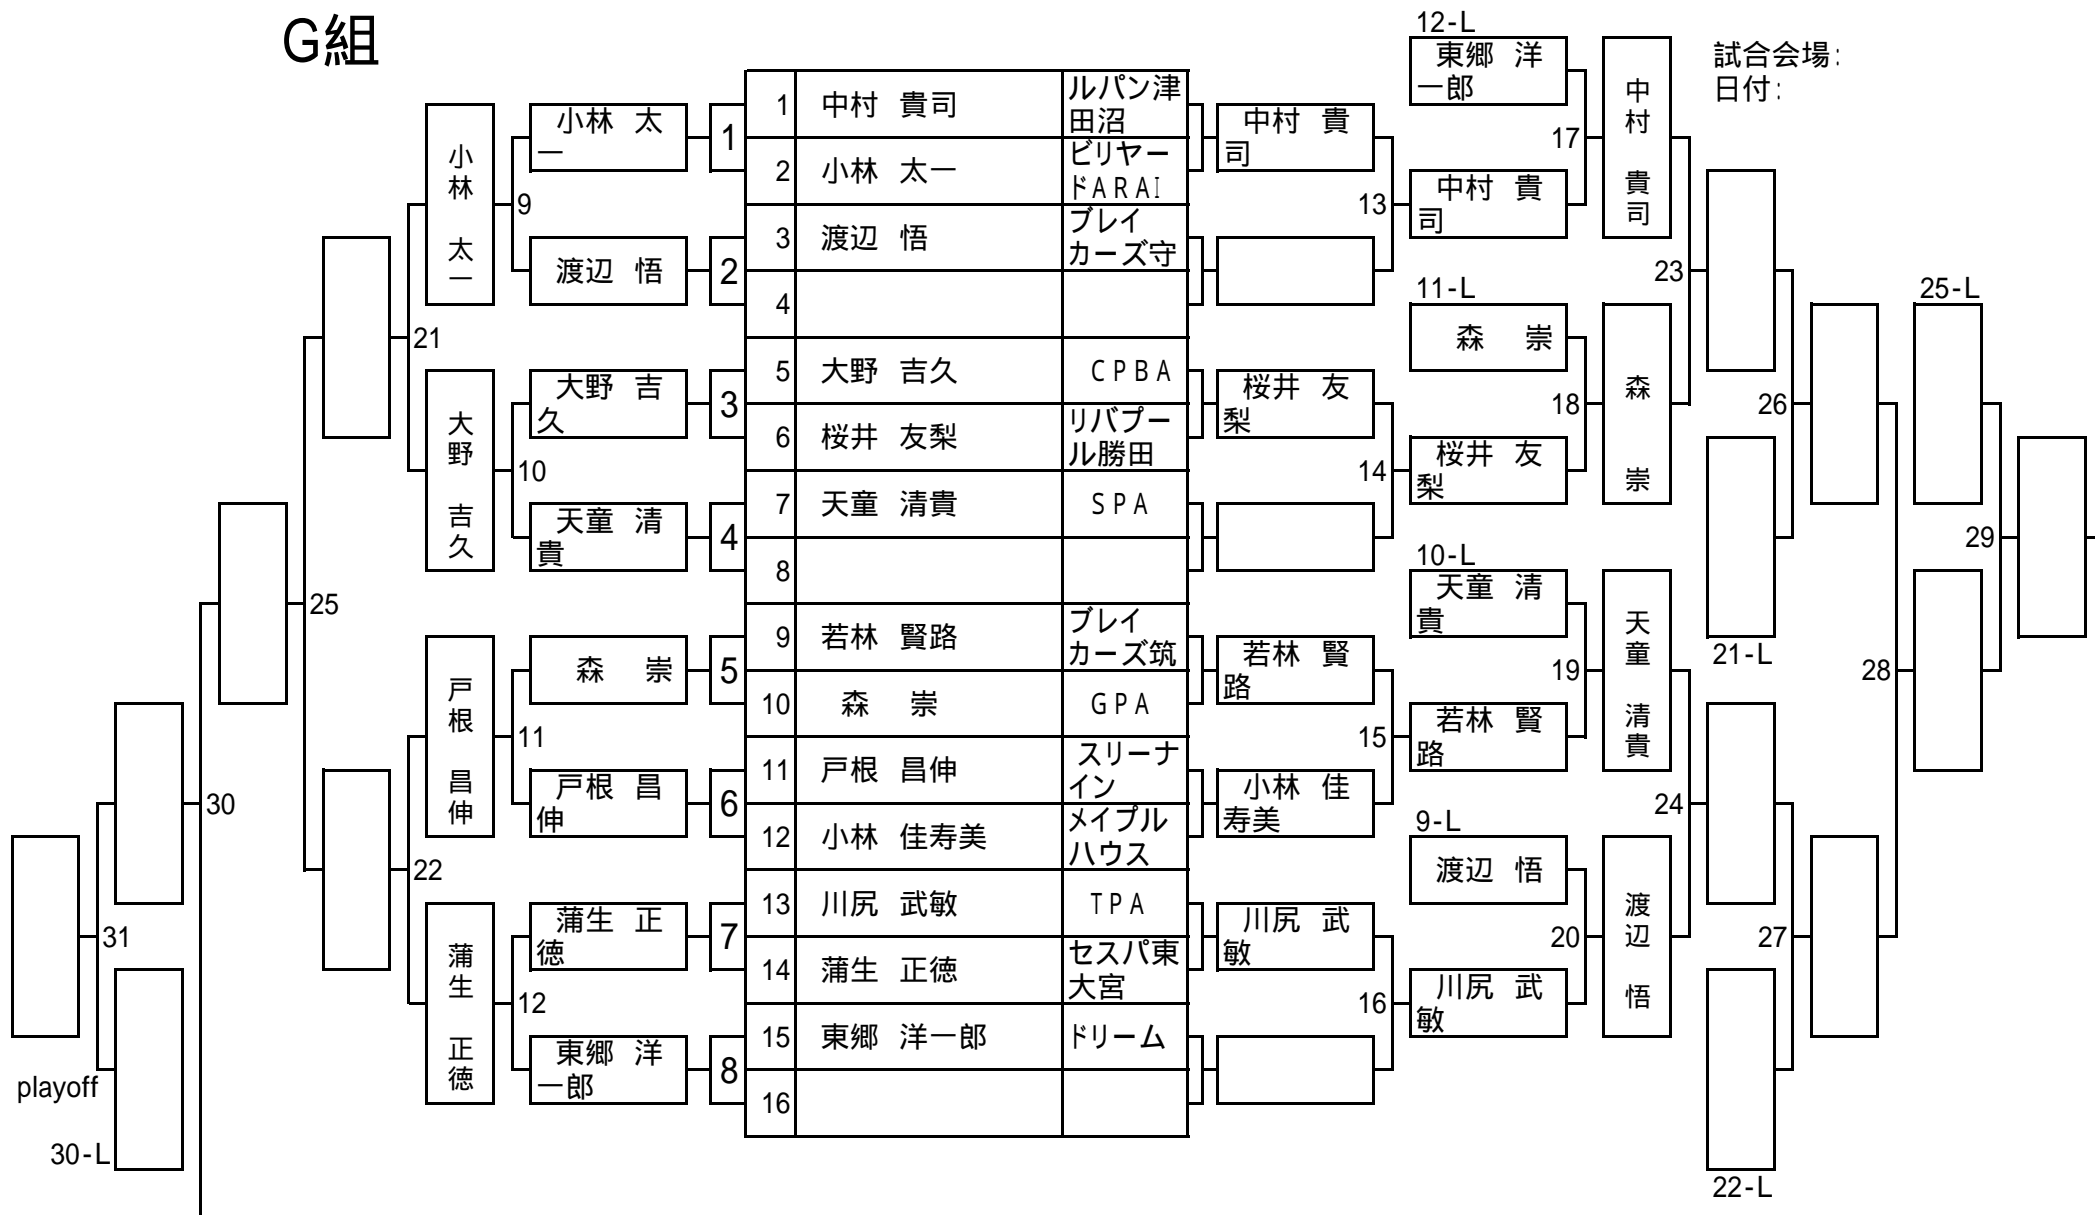 G組
試合会場:
日付:
1 中村 貴司 ルパン津
田沼
2 小林 太一 ビリヤー
ドARAI
3 渡辺 悟 ブレイ
カーズ守
4
5 大野 吉久 CPBA
6 桜井 友梨 リバプー
ル勝田
7 天童 清貴 SPA
8
9 若林 賢路 ブレイ
カーズ筑
10 森 崇 GPA
11 戸根 昌伸 スリーナ
イン
12 小林 佳寿美 メイプル
ハウス
13 川尻 武敏 TPA
14 蒲生 正徳 セスパ東
大宮
15 東郷 洋一郎 ドリーム
16
小林 太
一
1
渡辺 悟
2
大野 吉
久
3
天童 清
貴
4
森 崇
5
戸根 昌
伸
6
蒲生 正
徳
7
東郷 洋
一郎
8
小林 太一
9
大野 吉久
10
戸根 昌伸
11
蒲生 正徳
12
21
22
25
30
31
playoff
30-L
中村 貴
司
桜井 友
梨
若林 賢
路
小林 佳
寿美
川尻 武
敏
13
14
15
16
12-L
東郷 洋
一郎
17
中村 貴
司
11-L
森 崇
18
桜井 友
梨
10-L
天童 清
貴
19
若林 賢
路
9-L
渡辺 悟
20
川尻 武
敏
中村 貴司
森 崇
天童 清貴
渡辺 悟
23
24
21-L
22-L
26
27
28
25-L
29